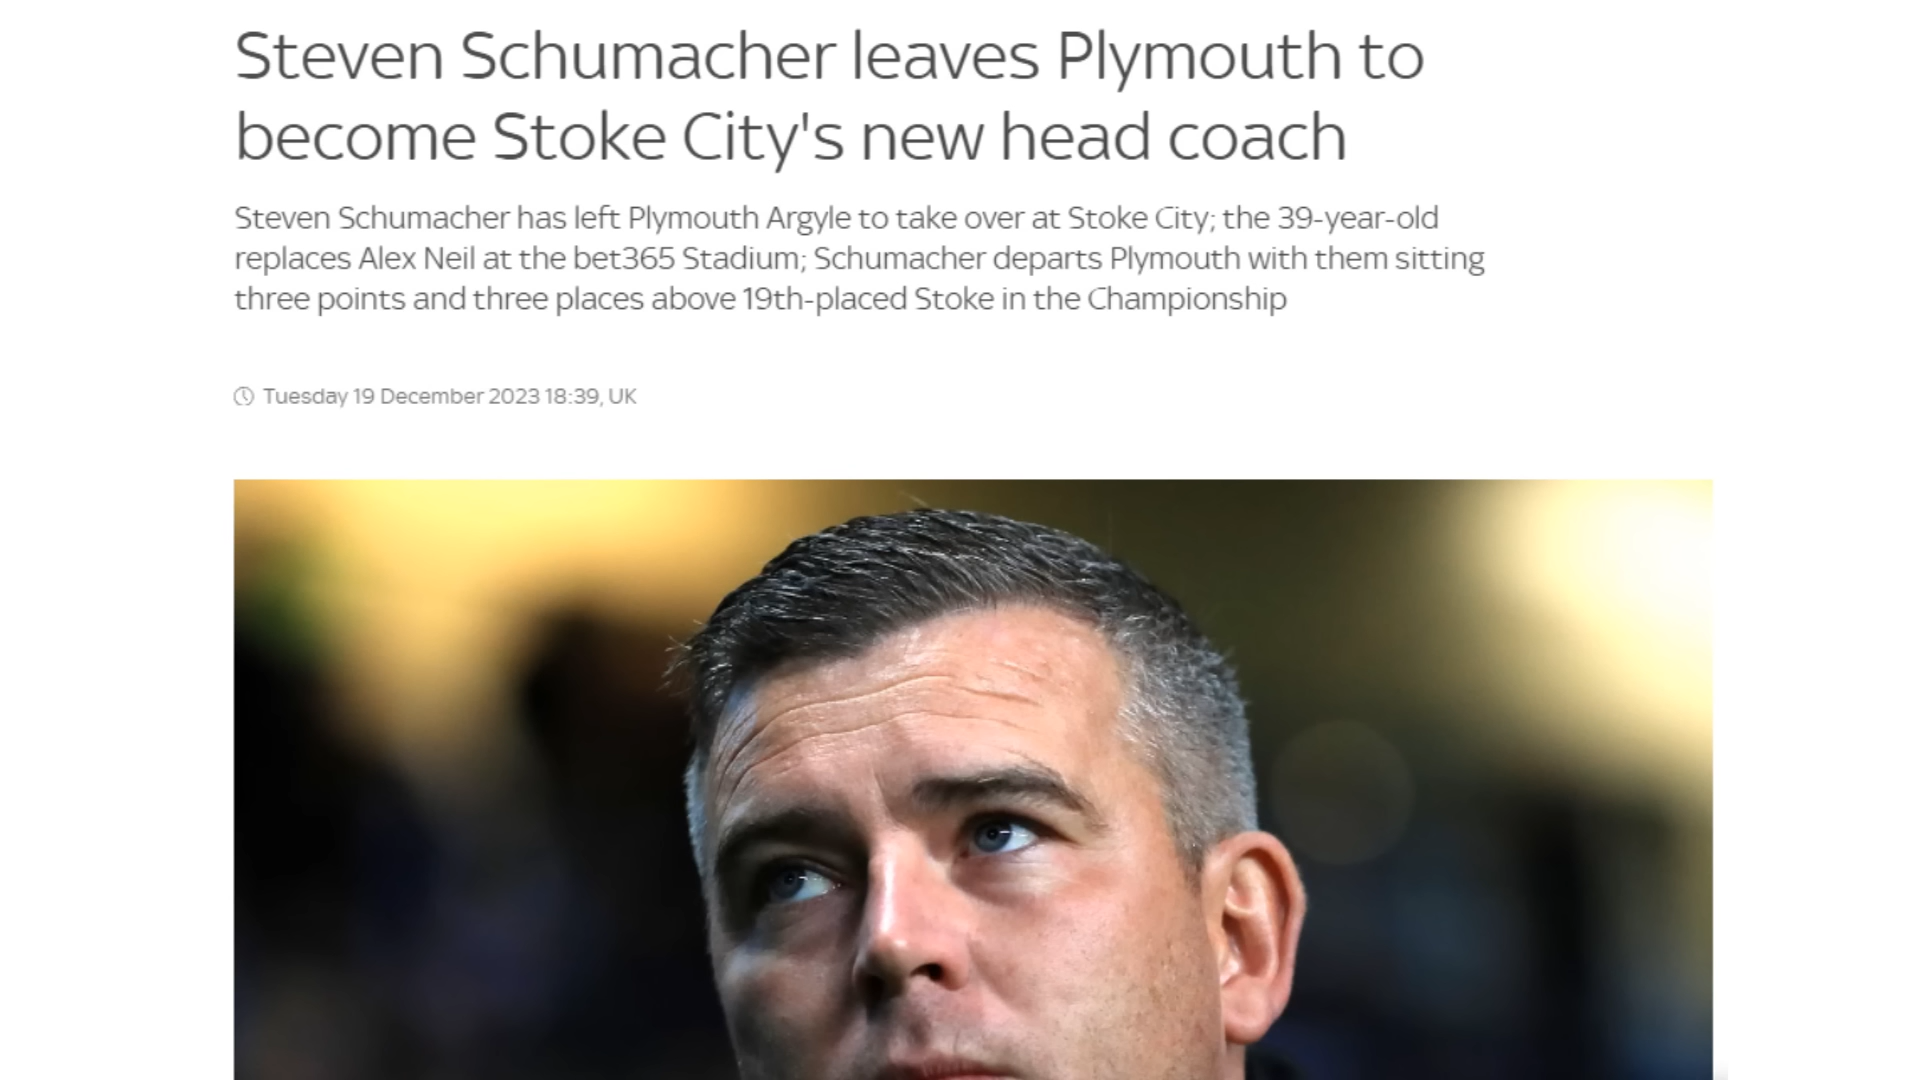 Steven Schumacher leaves Plymouth to
become Stoke City's new head coach
Steven Schumacher has left Plymouth Argyle to take over at Stoke City; the 39-year-old
replaces Alex Neil at the bet365 Stadium; Schumacher departs Plymouth with them sitting
three points and three places above 19th-placed Stoke in the Championship
Tuesday 19 December 2023 18:39, UK